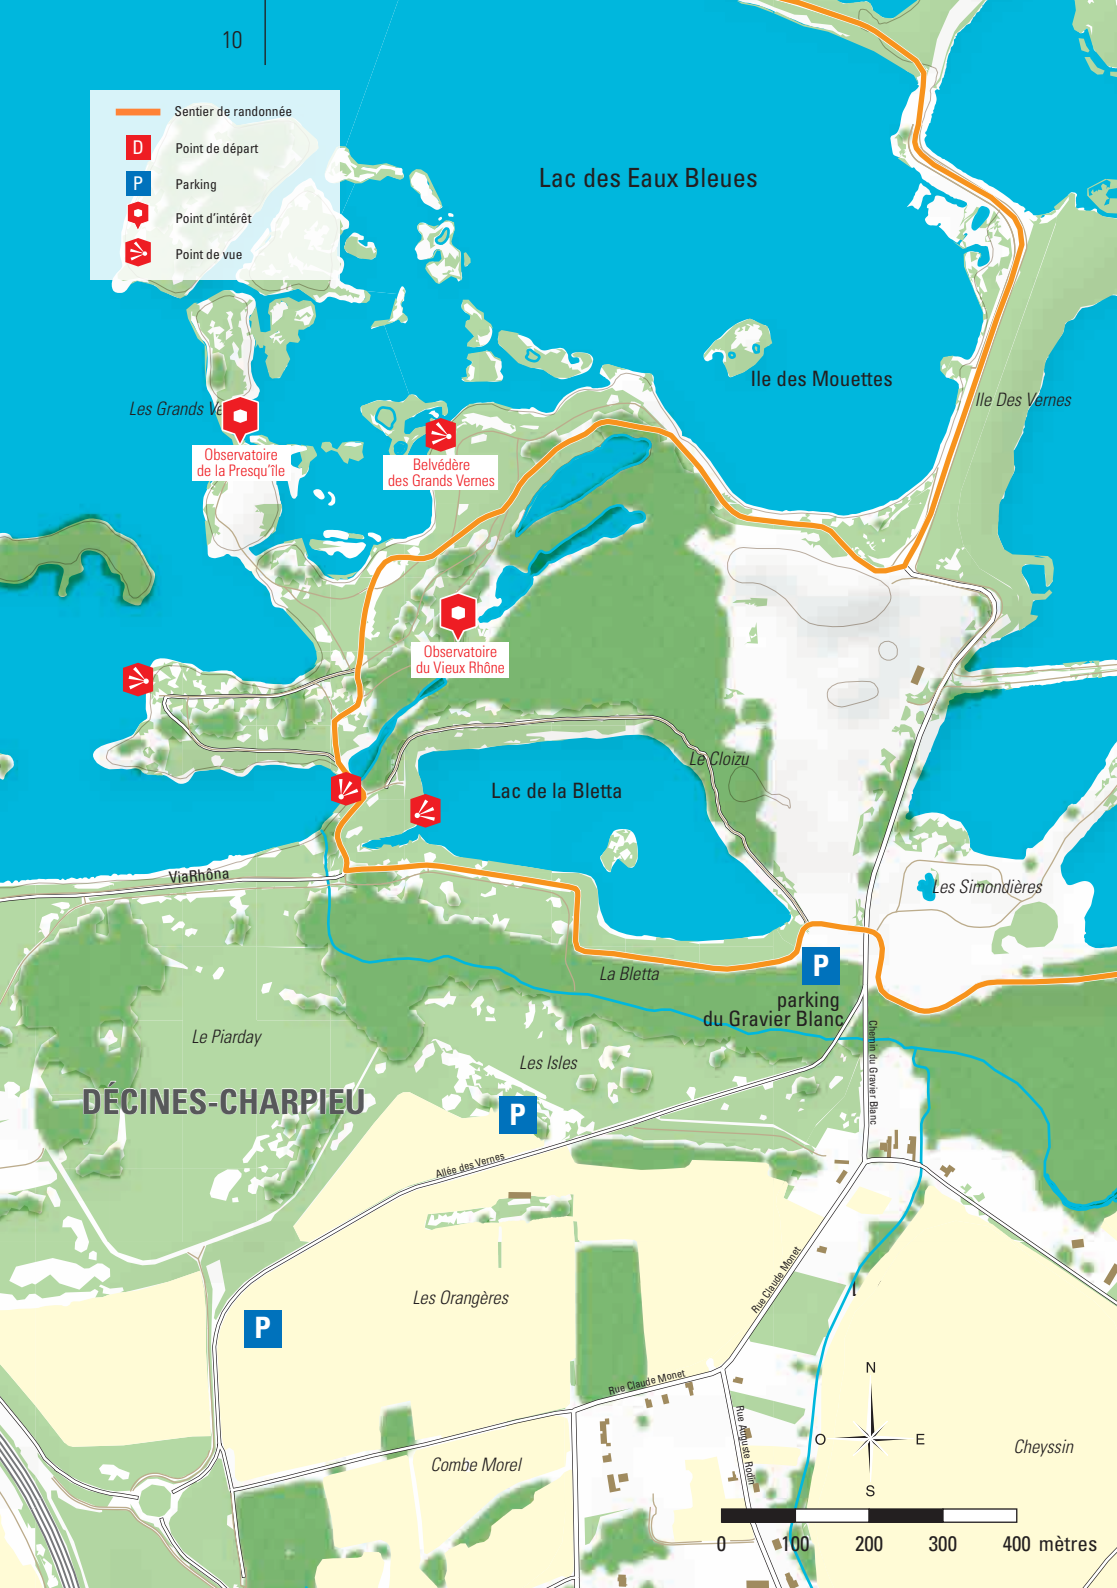 10
Sentier de randonnée
D
Point de départ
P
Parking
Point d'intérêt
Point de vue
Lac des Eaux Bleues
Ile des Mouettes
Ile Des Vernes
Les Grands Ve
Observatoire
de la Presqu'île
Belvédère
des Grands Vernes
Observatoire
du Vieux Rhône
Le Cloizu
Lac de la Bletta
ViaRhôna
Les Simondières
La Bletta
P
parking
du Gravier Blanc
Chemin du Gravier Blanc
Le Piarday
Les Isles
DÉCINES-CHARPIEU
P
Allée des Vernes
Rue Claude Monet
Les Orangères
P
Rue Claude Monet
Rue Auguste Rodin
N
O
E
S
Cheyssin
Combe Morel
0 100 200 300 400 mètres